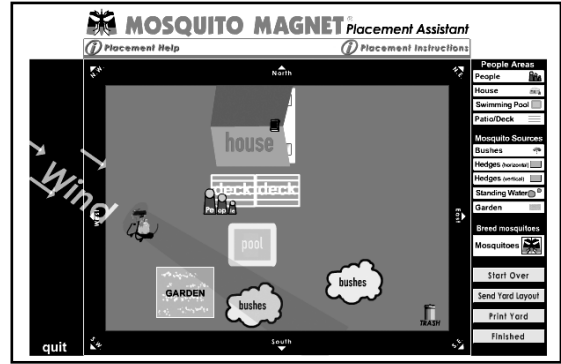 MOSQUITO MAGNET® Placement Assistant
Placement Help
Placement Instructions
N.W.
North
N.E.
People Areas
People
House
Swimming Pool
Patio/Deck
Mosquito Sources
Bushes
Hedges (horizontal)
Hedges (vertical)
Standing Water
Garden
Breed mosquitoes
Mosquitoes
Start Over
Send Yard Layout
Print Yard
Finished
house
deck deck
People
Wind
West
East
pool
GARDEN
bushes
bushes
TRASH
quit
S.W.
South
S.E.